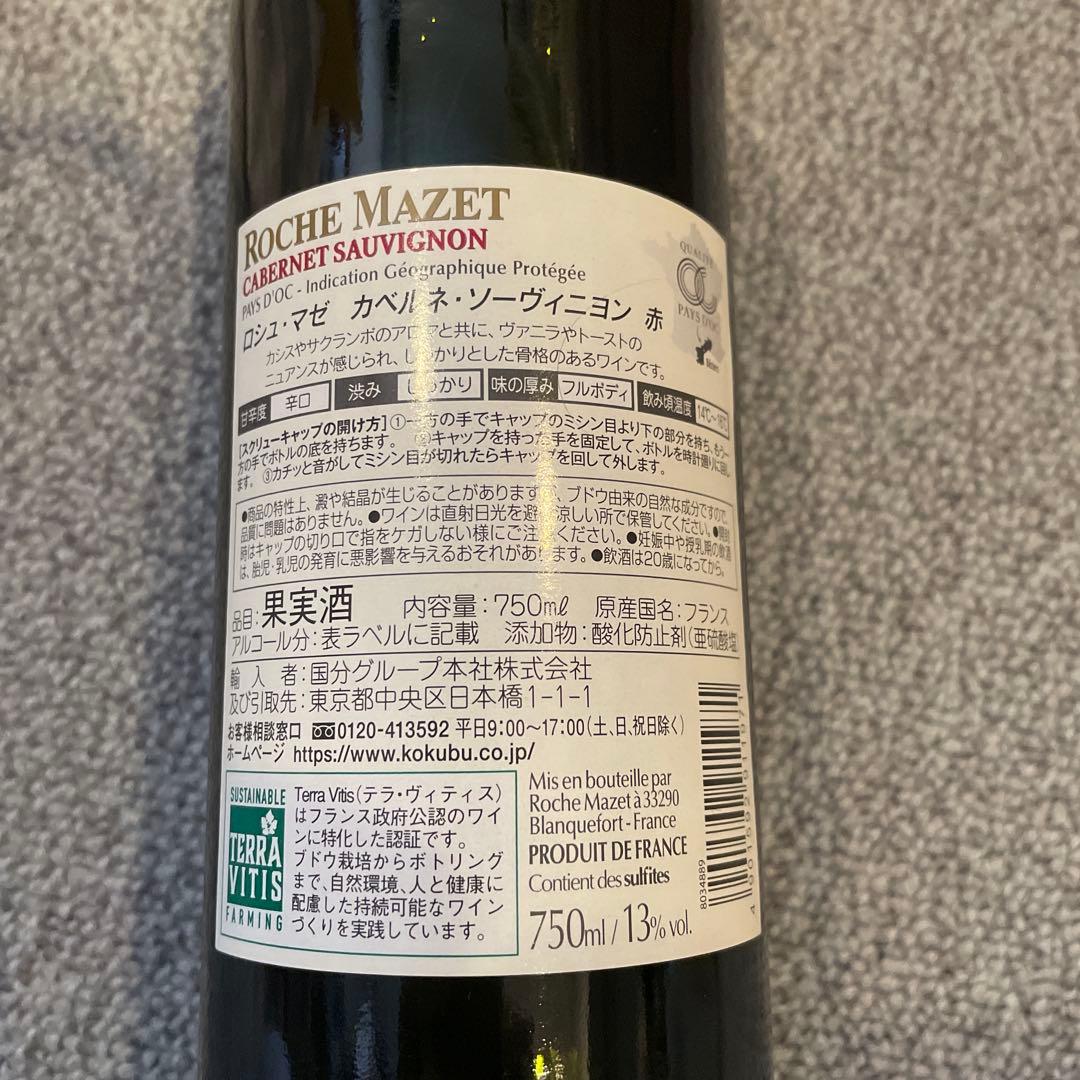 ROCHE MAZET
CABERNET SAUVIGNON
PAYS D'OC - Indication Géographique Protégée
ロシュ・マゼ カベルネ・ソーヴィニヨン 赤
QUALITÉ
OC
PAYS D'OC
カシスやサクランボのアロマと共に、ヴァニラやトーストの
ニュアンスが感じられ、しっかりとした骨格のあるワインです。
甘辛度 辛口 渋み しっかり 味の厚み フルボディ 飲み頃温度 14℃～16℃
[スクリューキャップの開け方]①一方の手でキャップのミシン目より下の部分を持ち、もう一
方の手でボトルの底を持ちます。 ②キャップを持った手を固定して、ボトルを時計廻りに回し
ます。 ③カチッと音がしてミシン目が切れたらキャップを回して外します。
●商品の特性上、澱や結晶が生じることがありますが、ブドウ由来の自然な成分ですので、
品質に問題はありません。●ワインは直射日光を避け涼しい所で保管してください。●開封
時はキャップの切り口で指をケガしない様にご注意ください。●妊娠中や授乳期の飲酒
は、胎児・乳児の発育に悪影響を与えるおそれがあります。●飲酒は20歳になってから。
品目：果実酒 内容量：750mℓ 原産国名：フランス
アルコール分：表ラベルに記載 添加物：酸化防止剤(亜硫酸塩)
輸入者：国分グループ本社株式会社
及び引取先：東京都中央区日本橋1-1-1
お客様相談窓口 0120-413592 平日9:00～17:00(土、日、祝日除く)
ホームページ https://www.kokubu.co.jp/
SUSTAINABLE
TERRA
VITIS
FARMING
Terra Vitis(テラ・ヴィティス)
はフランス政府公認のワイ
ンに特化した認証です。
ブドウ栽培からボトリング
まで、自然環境、人と健康に
配慮した持続可能なワイン
づくりを実践しています。
Mis en bouteille par
Roche Mazet à 33290
Blanquefort - France
PRODUIT DE FRANCE
Contient des sulfites
750ml / 13% vol.
8034889
4 901592 911971